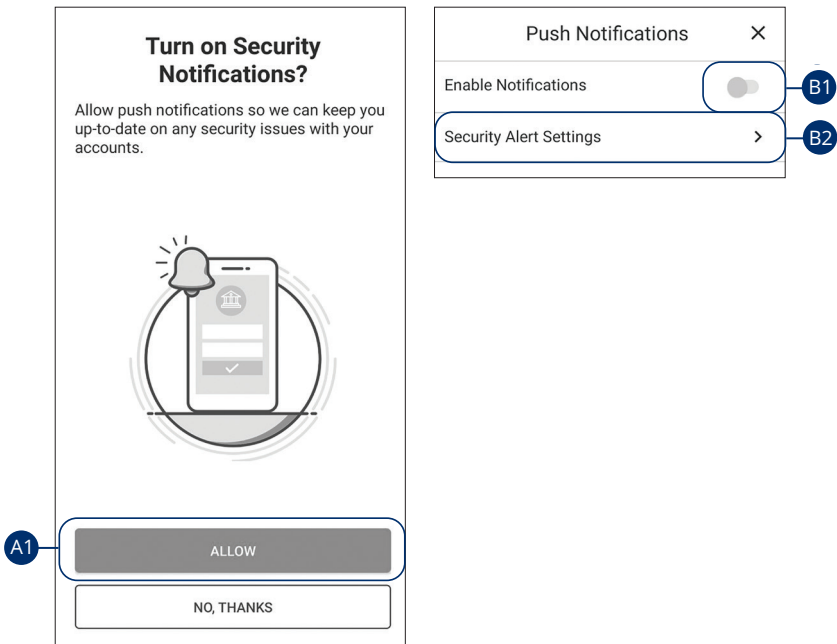 Turn on Security
Notifications?
Allow push notifications so we can keep you
up-to-date on any security issues with your
accounts.
A1
ALLOW
NO, THANKS
Push Notifications
Enable Notifications
B1
Security Alert Settings
B2